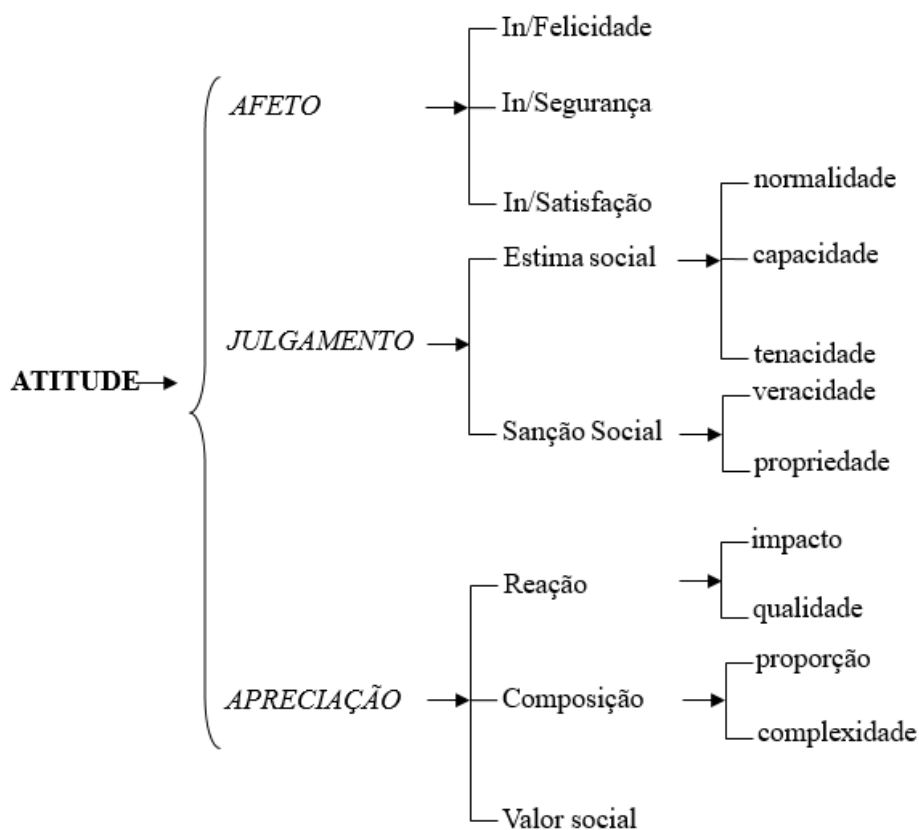 In/Felicidade
AFETO
In/Segurança
In/Satisfação
normalidade
Estima social
capacidade
JULGAMENTO
tenacidade
ATITUDE
veracidade
Sanção Social
propriedade
impacto
Reação
qualidade
proporção
APRECIAÇÃO
Composição
complexidade
Valor social